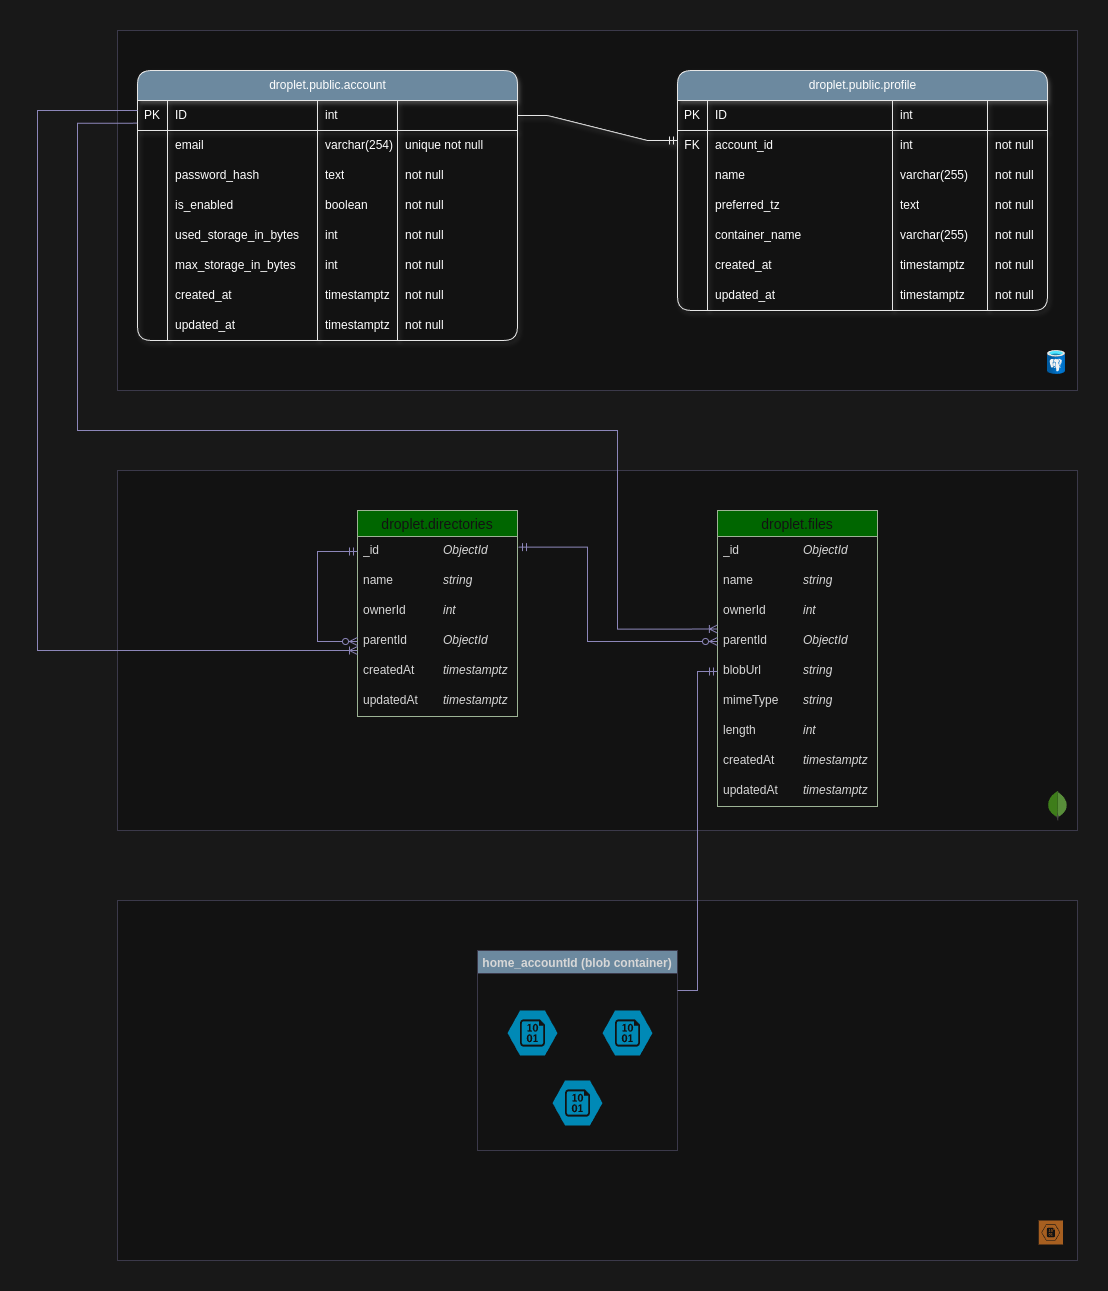 droplet.public.account
PK ID int
email varchar(254) unique not null
password_hash text not null
is_enabled boolean not null
used_storage_in_bytes int not null
max_storage_in_bytes int not null
created_at timestamptz not null
updated_at timestamptz not null
droplet.public.profile
PK ID int
FK account_id int not null
name varchar(255) not null
preferred_tz text not null
container_name varchar(255) not null
created_at timestamptz not null
updated_at timestamptz not null
droplet.directories
_id ObjectId
name string
ownerId int
parentId ObjectId
createdAt timestamptz
updatedAt timestamptz
droplet.files
_id ObjectId
name string
ownerId int
parentId ObjectId
blobUrl string
mimeType string
length int
createdAt timestamptz
updatedAt timestamptz
home_accountId (blob container)
10
01
10
01
10
01